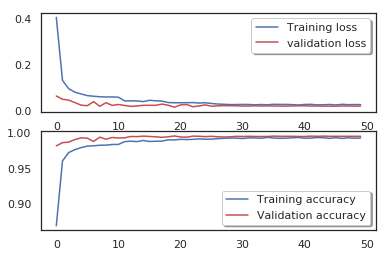 0.4
0.2
0.0
Training loss
validation loss
0 10 20 30 40 50
1.00
0.95
0.90
Training accuracy
Validation accuracy
0 10 20 30 40 50